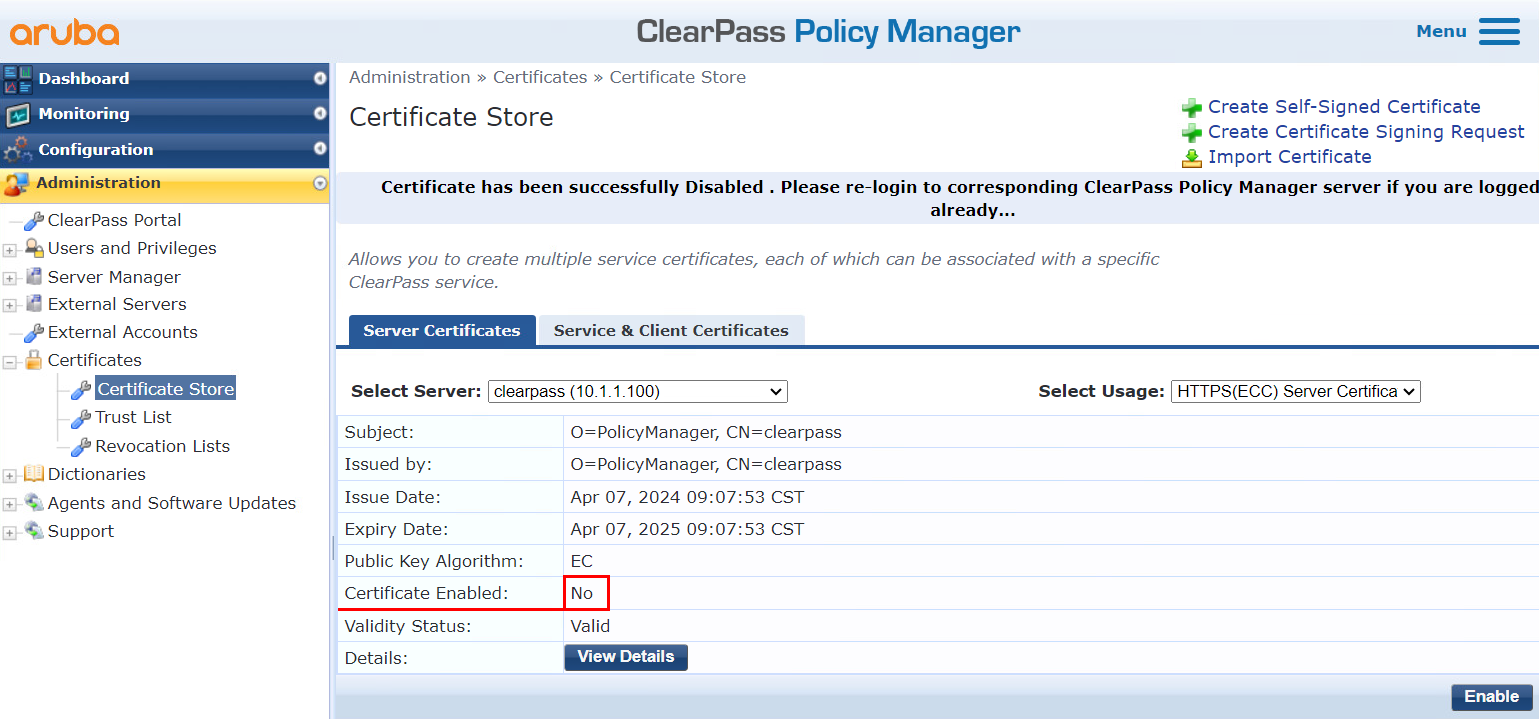 aruba
ClearPass Policy Manager
Menu
Dashboard
Monitoring
Configuration
Administration
ClearPass Portal
Users and Privileges
Server Manager
External Servers
External Accounts
Certificates
Certificate Store
Trust List
Revocation Lists
Dictionaries
Agents and Software Updates
Support
Administration » Certificates » Certificate Store
Certificate Store
Create Self-Signed Certificate
Create Certificate Signing Request
Import Certificate
Certificate has been successfully Disabled . Please re-login to corresponding ClearPass Policy Manager server if you are logged
already...
Allows you to create multiple service certificates, each of which can be associated with a specific
ClearPass service.
Server Certificates
Service & Client Certificates
Select Server: clearpass (10.1.1.100)
Select Usage: HTTPS(ECC) Server Certifica
Subject: O=PolicyManager, CN=clearpass
Issued by: O=PolicyManager, CN=clearpass
Issue Date: Apr 07, 2024 09:07:53 CST
Expiry Date: Apr 07, 2025 09:07:53 CST
Public Key Algorithm: EC
Certificate Enabled: No
Validity Status: Valid
Details: View Details
Enable